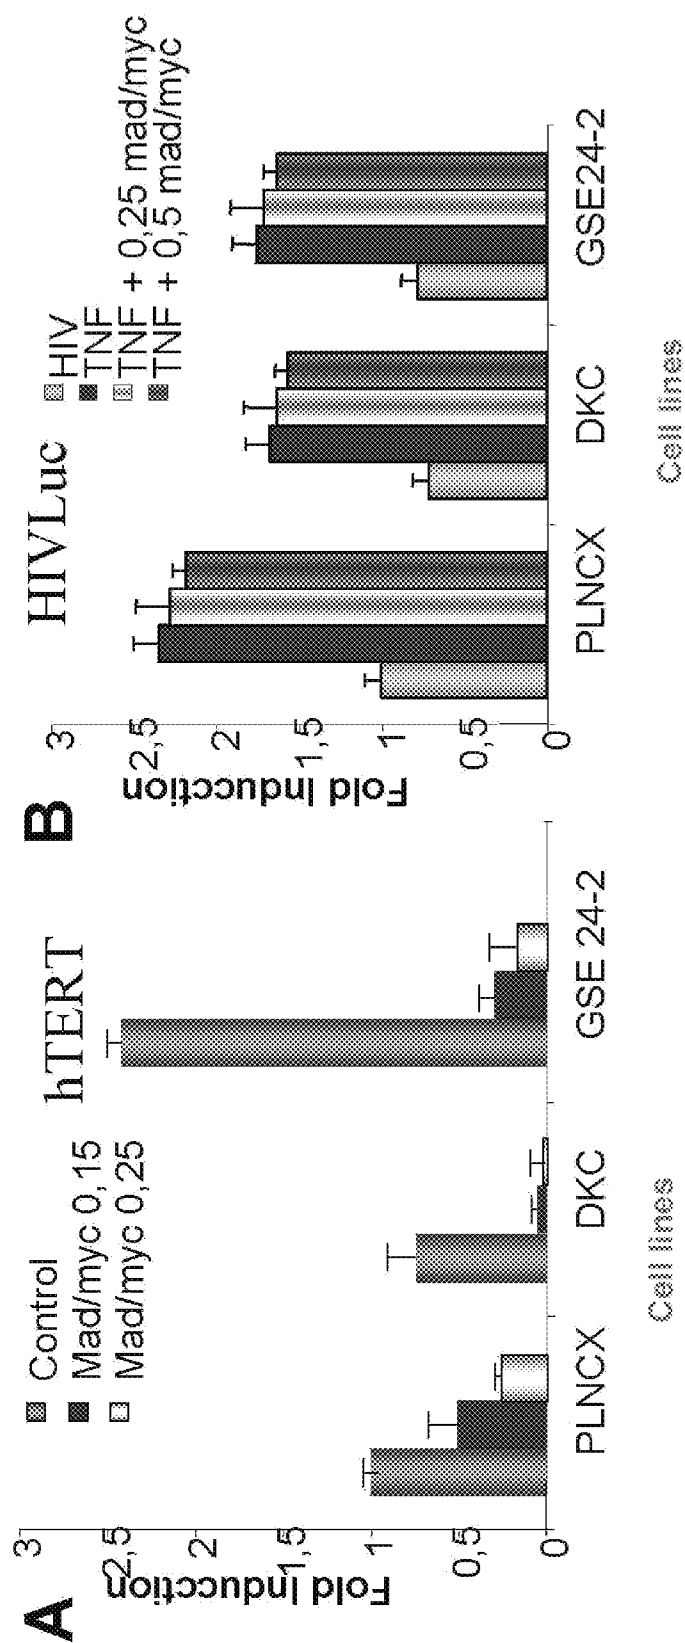 A
hTERT
Control
Mad/myc 0,15
Mad/myc 0,25
Fold Inducction
3
2,5
2
1,5
1
0,5
0
PLNCX
DKC
GSE 24-2
Cell lines
B
HIVLuc
HIV
TNF
TNF + 0,25 mad/myc
TNF + 0,5 mad/myc
Fold Inducction
3
2,5
2
1,5
1
0,5
0
PLNCX
DKC
GSE24-2
Cell lines